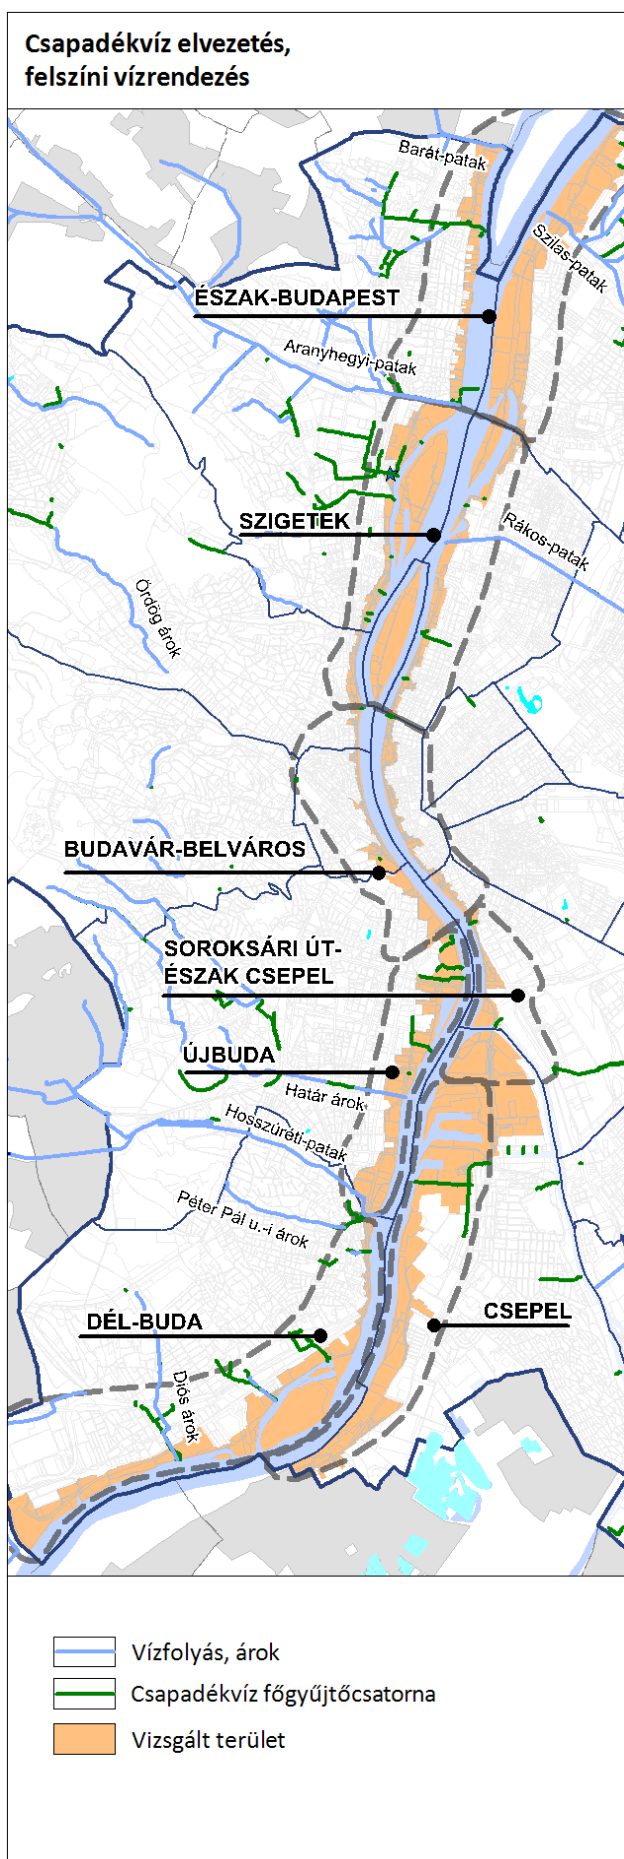 Csapadékvíz elvezetés,
felszíni vízrendezés
Barát-patak
Szilas-patak
ÉSZAK-BUDAPEST
Aranyhegyi-patak
SZIGETEK
Rákos-patak
Ördög árok
BUDAVÁR-BELVÁROS
SOROKSÁRI ÚT-
ÉSZAK CSEPEL
ÚJBUDA
Határ árok
Hosszúréti-patak
Péter Pál u.-i árok
DÉL-BUDA
CSEPEL
Diós árok
Vízfolyás, árok
Csapadékvíz főgyűjtőcsatorna
Vizsgált terület